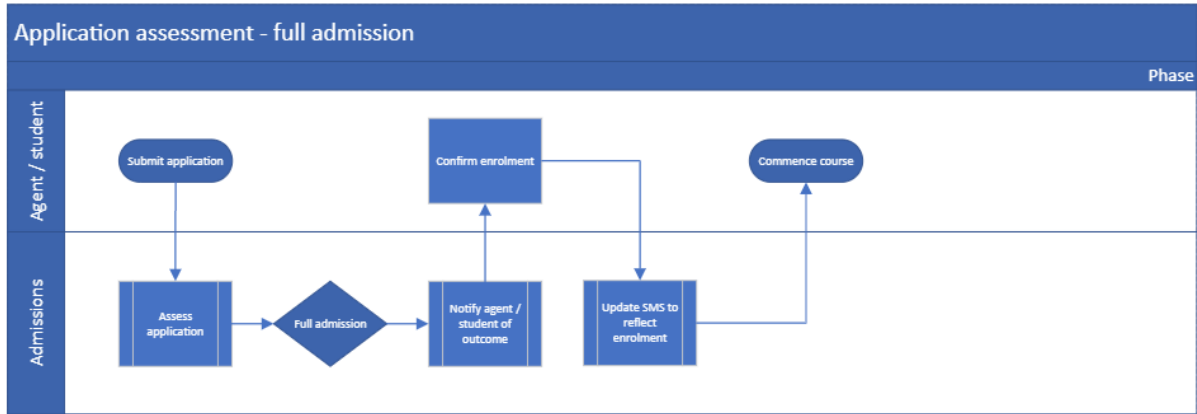 Application assessment - full admission
Phase
Agent / student
Submit application
Confirm enrolment
Commence course
Admissions
Assess
application
Full admission
Notify agent /
student of
outcome
Update SMS to
reflect
enrolment